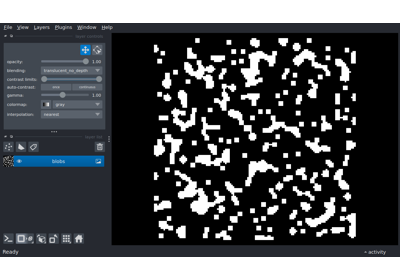 File View Layers Plugins Window Help
opacity: 1.00
blending: translucent_no_depth
contrast limits:
auto-contrast: once continuous
gamma: 1.00
colormap: gray
interpolation: nearest
blobs
Ready activity